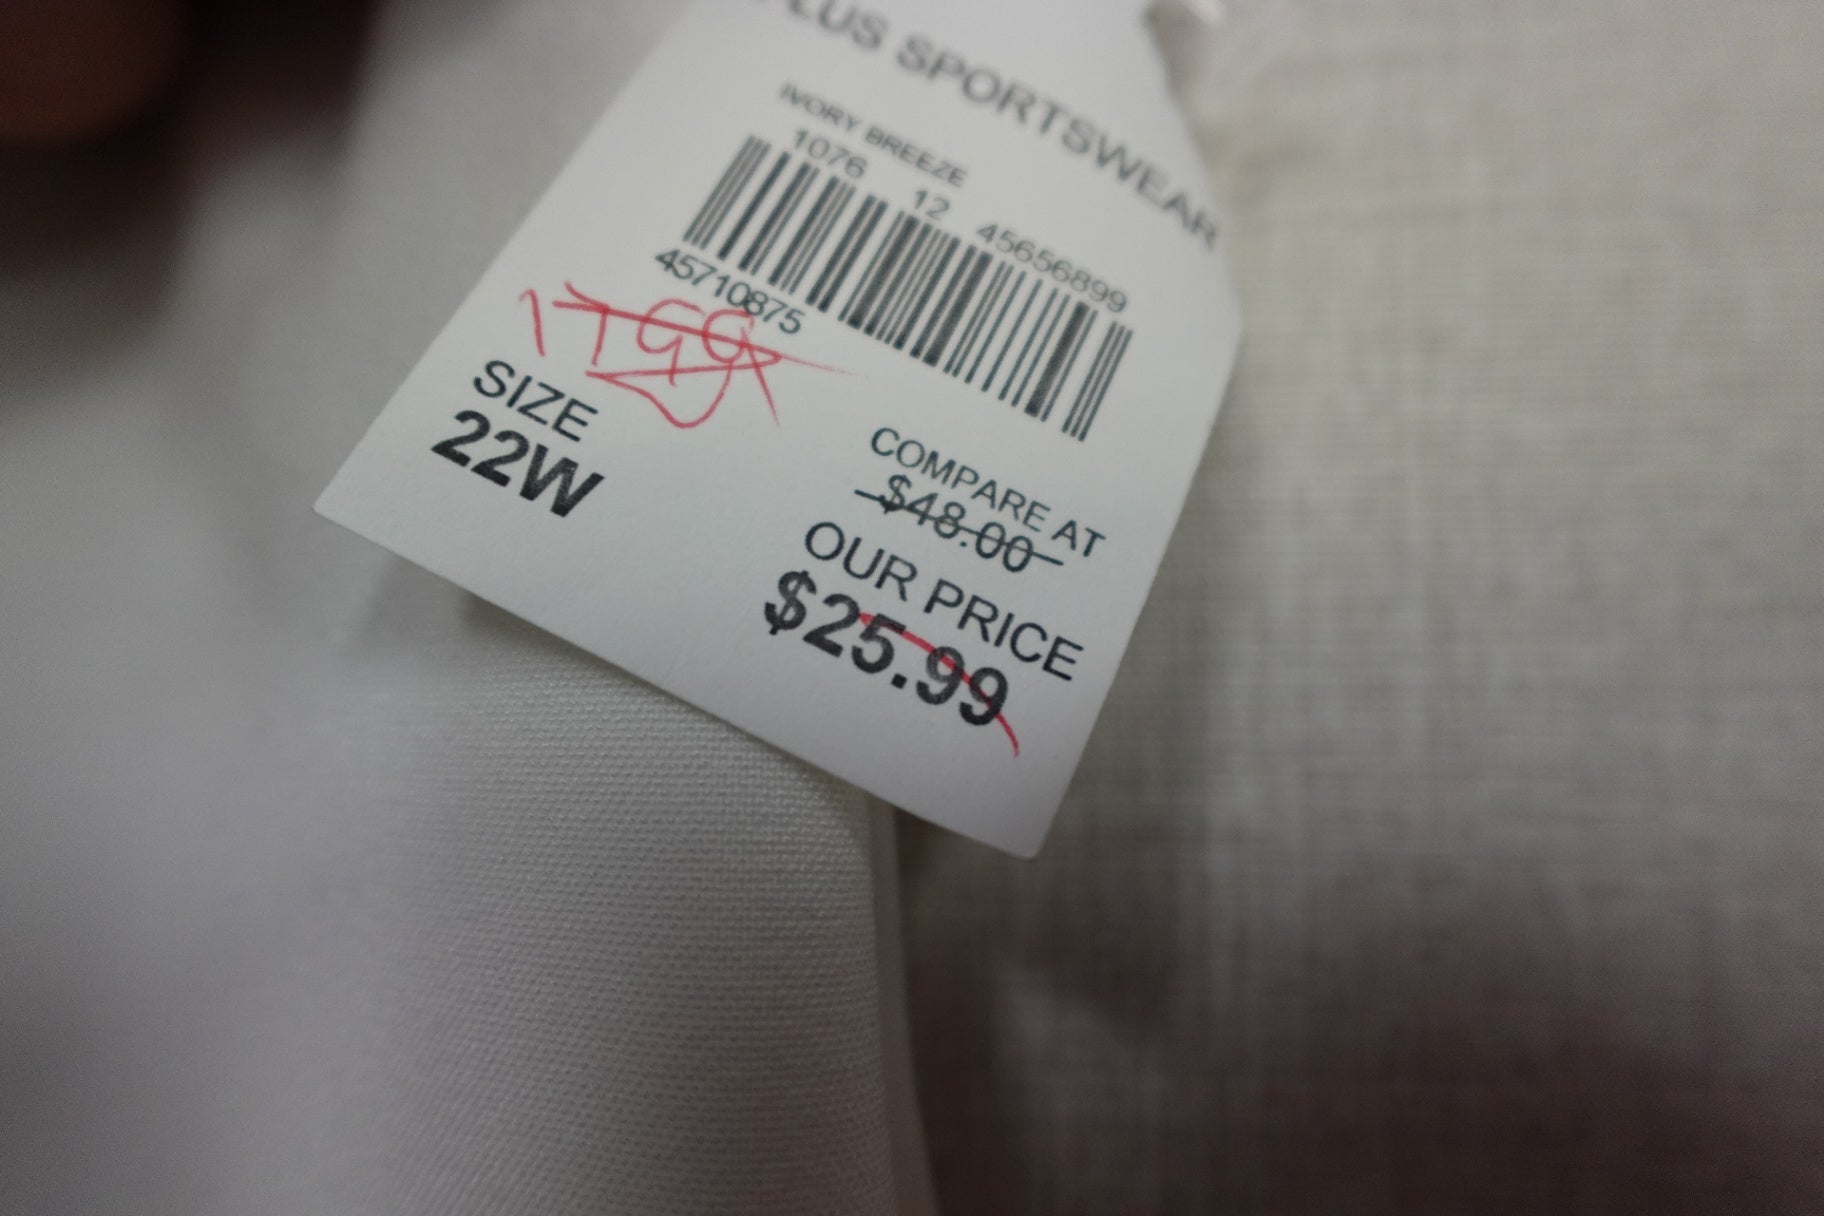 PLUS SPORTSWEAR
IVORY BREEZE
1076 12 45656899
45710875
SIZE
22W
COMPARE AT
$48.00
OUR PRICE
$25.99